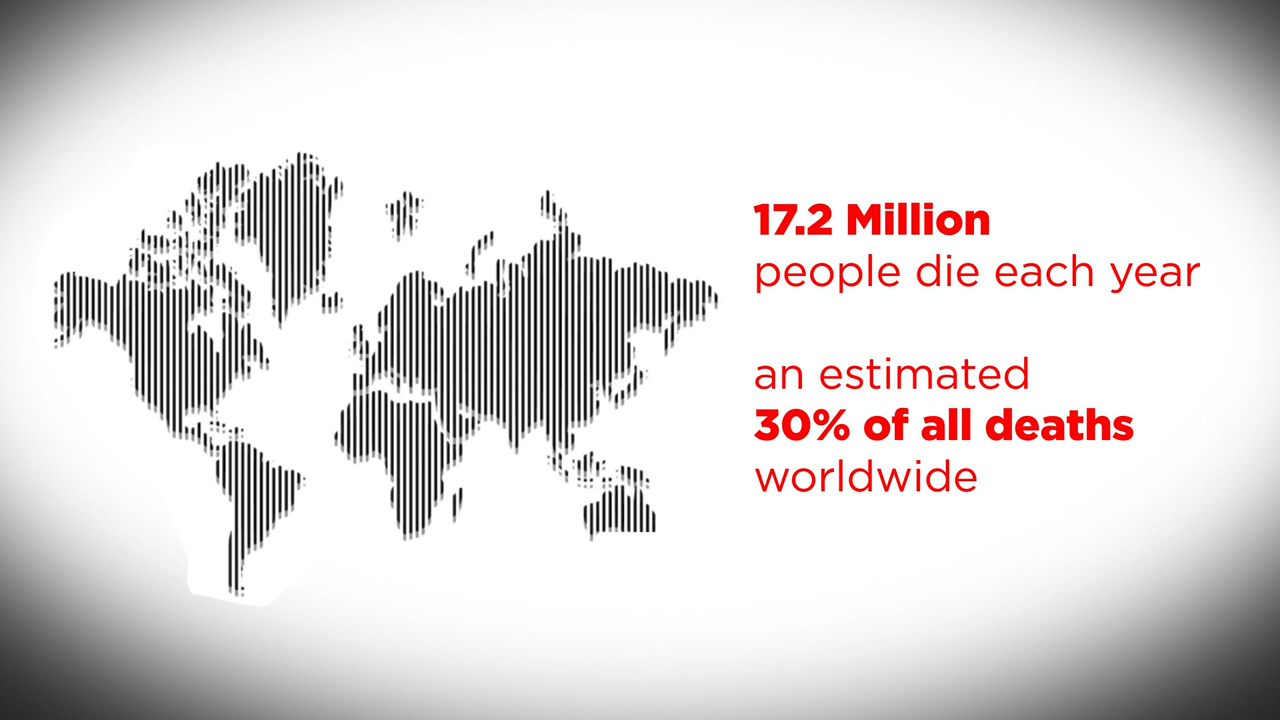 17.2 Million
people die each year
an estimated
30% of all deaths
worldwide